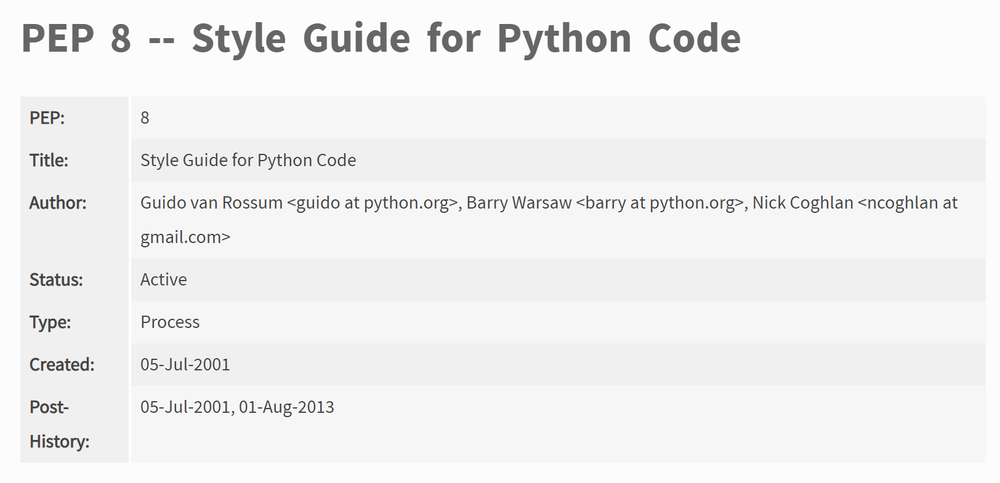 PEP 8 -- Style Guide for Python Code
PEP: 8
Title: Style Guide for Python Code
Author: Guido van Rossum <guido at python.org>, Barry Warsaw <barry at python.org>, Nick Coghlan <ncoghlan at
gmail.com>
Status: Active
Type: Process
Created: 05-Jul-2001
Post- 05-Jul-2001, 01-Aug-2013
History: